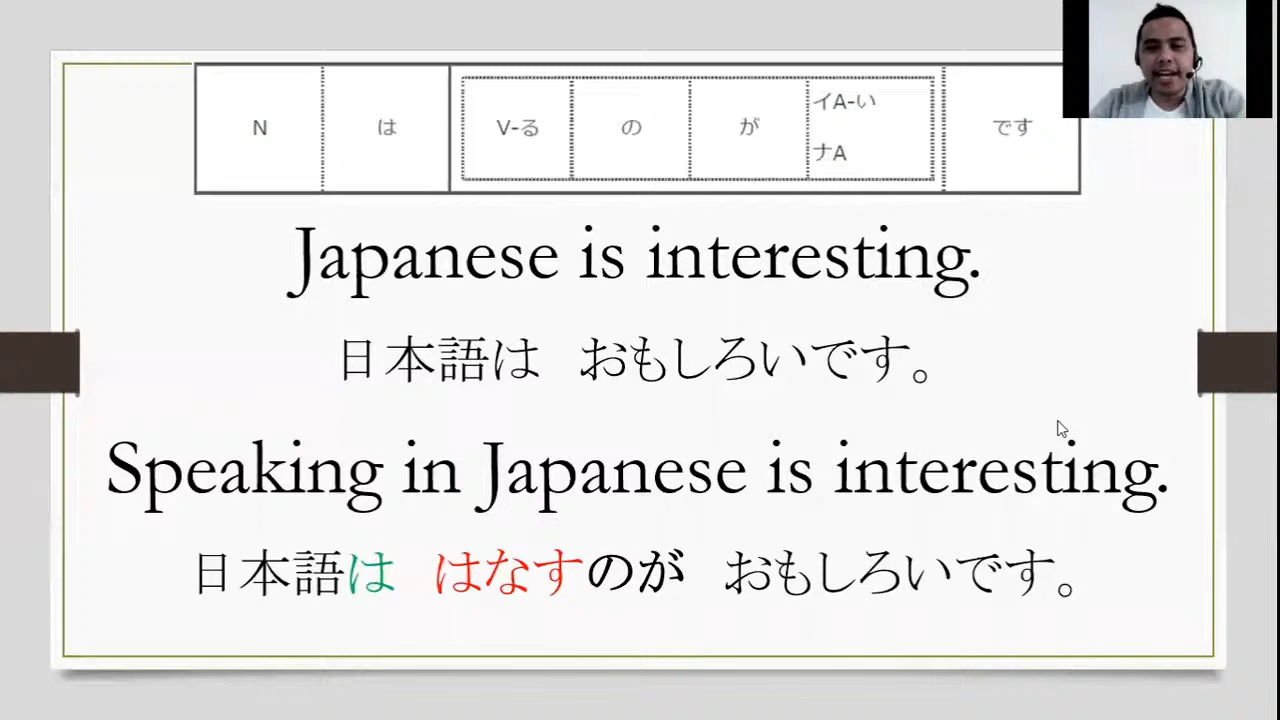 N は V-る の が イA-い ナA です
Japanese is interesting.
日本語は　おもしろいです。
Speaking in Japanese is interesting.
日本語は　はなすのが　おもしろいです。